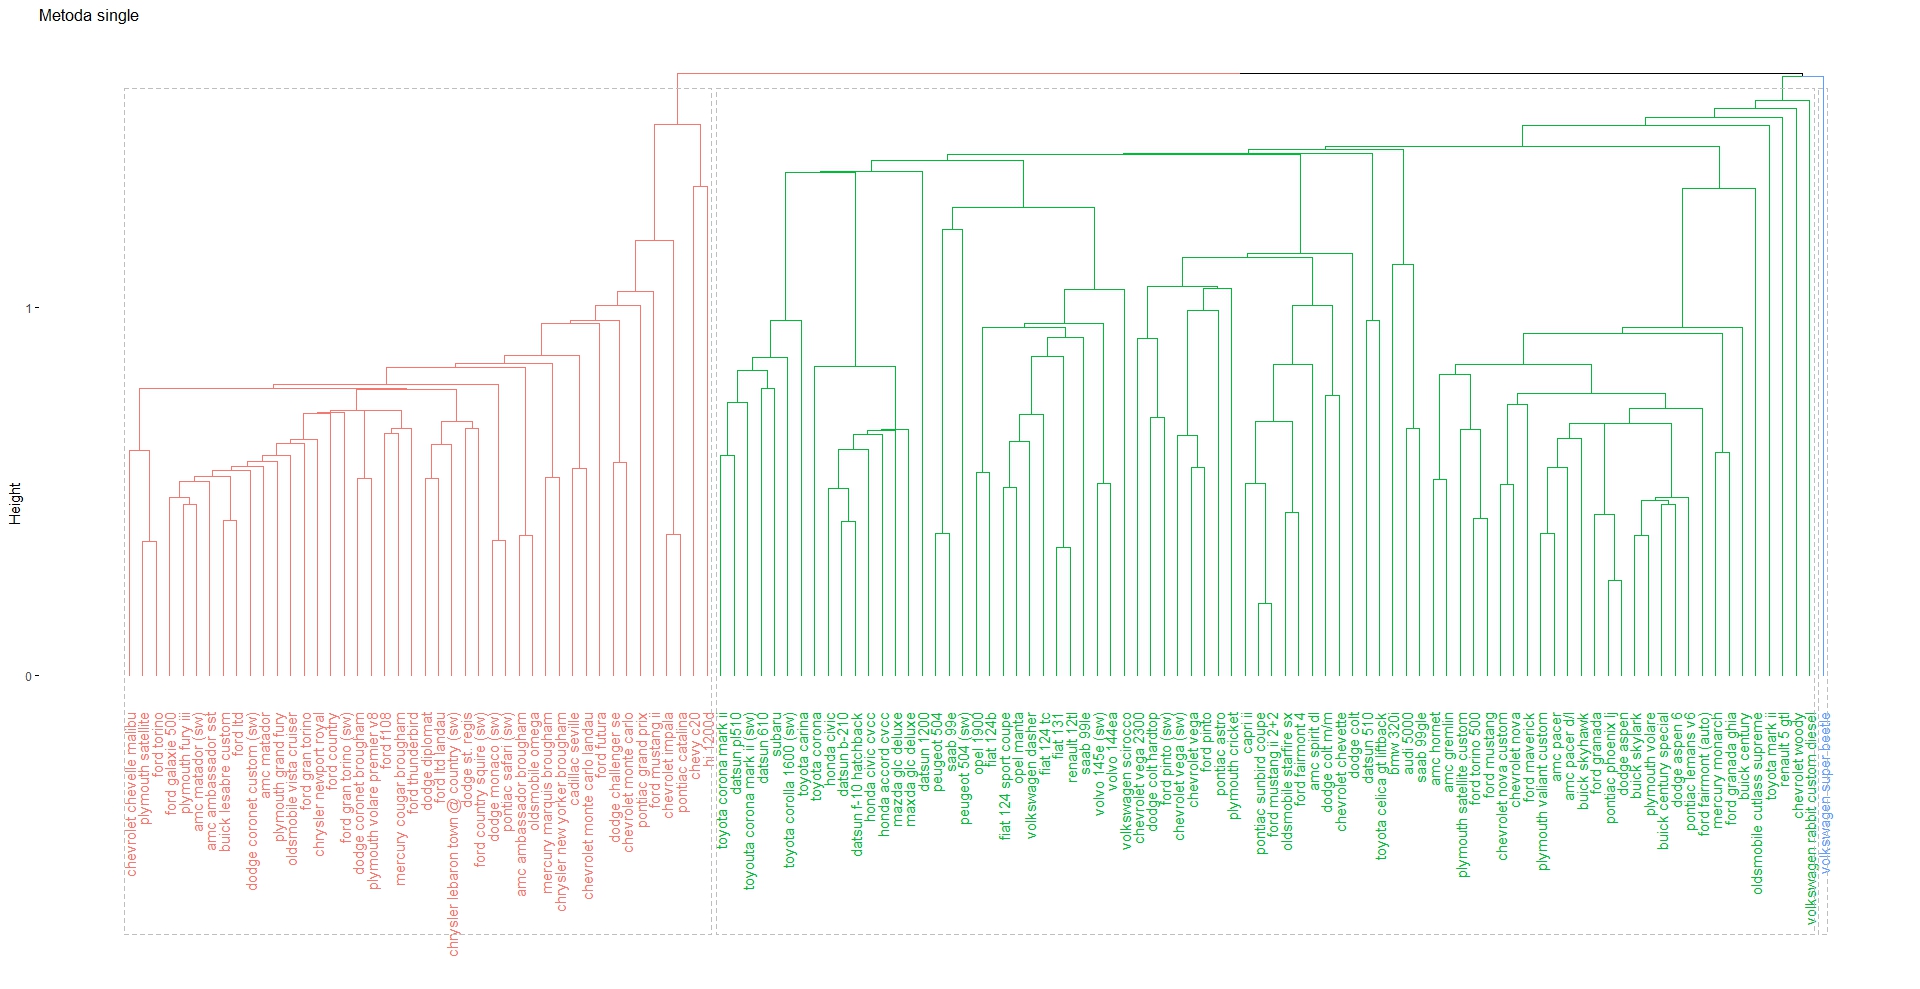 Metoda single
Height
1
0
chevrolet chevelle malibu
plymouth satellite
ford torino
ford galaxie 500
plymouth fury iii
amc matador (sw)
amc ambassador sst
buick lesabre custom
ford ltd
dodge coronet custom (sw)
amc matador
plymouth grand fury
oldsmobile vista cruiser
ford gran torino
chrysler newport royal
ford country
ford gran torino (sw)
dodge coronet brougham
plymouth volare premier v8
ford f108
mercury cougar brougham
ford thunderbird
dodge diplomat
ford ltd landau
chrysler lebaron town @ country (sw)
dodge st. regis
ford country squire (sw)
dodge monaco (sw)
pontiac safari (sw)
amc ambassador brougham
oldsmobile omega
mercury marquis brougham
chrysler new yorker brougham
cadillac seville
chevrolet monte carlo landau
ford futura
dodge challenger se
chevrolet monte carlo
pontiac grand prix
ford mustang ii
chevrolet impala
pontiac catalina
chevy c20
hi 1200d
toyota corona mark ii
datsun pl510
toyouta corona mark ii (sw)
datsun 610
subaru
toyota corolla 1600 (sw)
toyota carina
toyota corona
honda civic
datsun b-210
datsun f-10 hatchback
honda civic cvcc
honda accord cvcc
mazda glc deluxe
maxda glc deluxe
datsun 1200
peugeot 504
saab 99e
peugeot 504 (sw)
opel 1900
fiat 124b
fiat 124 sport coupe
opel manta
volkswagen dasher
fiat 124 tc
fiat 131
renault 12tl
saab 99le
volvo 145e (sw)
volvo 144ea
volkswagen scirocco
chevrolet vega 2300
dodge colt hardtop
ford pinto (sw)
chevrolet vega (sw)
chevrolet vega
ford pinto
pontiac astro
plymouth cricket
capri ii
pontiac sunbird coupe
ford mustang ii 2+2
oldsmobile starfire sx
ford fairmont 4
amc spirit dl
dodge colt m/m
chevrolet chevette
dodge colt
datsun 510
toyota celica gt liftback
bmw 320i
audi 5000
saab 99gle
amc hornet
amc gremlin
plymouth satellite custom
ford torino 500
ford mustang
chevrolet nova custom
chevrolet nova
ford maverick
plymouth valiant custom
amc pacer
amc pacer d/l
buick skyhawk
ford granada
pontiac phoenix lj
dodge aspen
buick skylark
plymouth volare
buick century special
dodge aspen 6
pontiac lemans v6
ford fairmont (auto)
mercury monarch
ford granada ghia
buick century
oldsmobile cutlass supreme
toyota mark ii
renault 5 gtl
chevrolet woody
volkswagen rabbit custom diesel
volkswagen super beetle